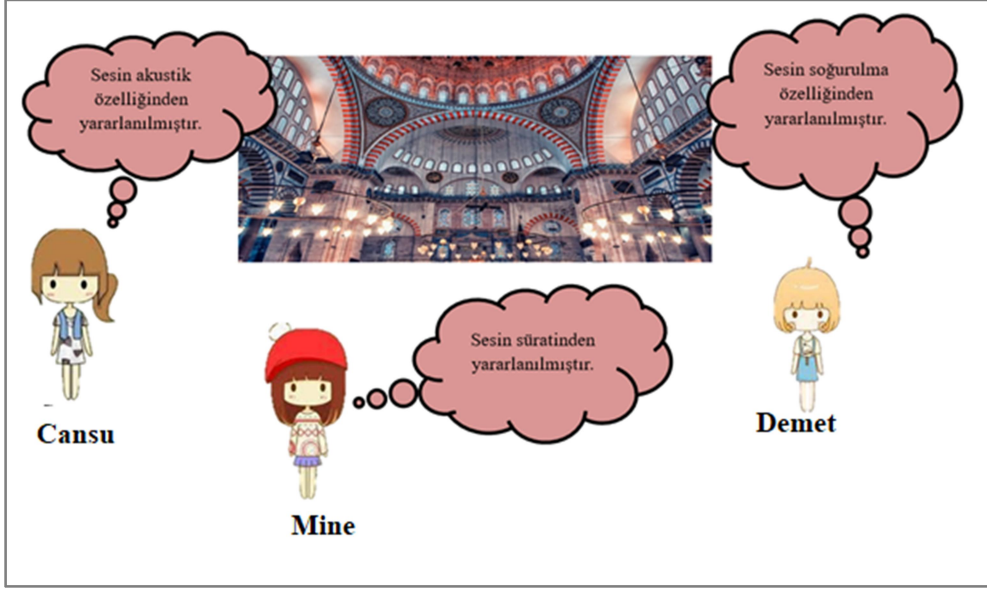 Sesin akustik
özelliğinden
yararlanılmıştır.
Sesin soğurulma
özelliğinden
yararlanılmıştır.
Sesin süratinden
yararlanılmıştır.
Cansu
Demet
Mine